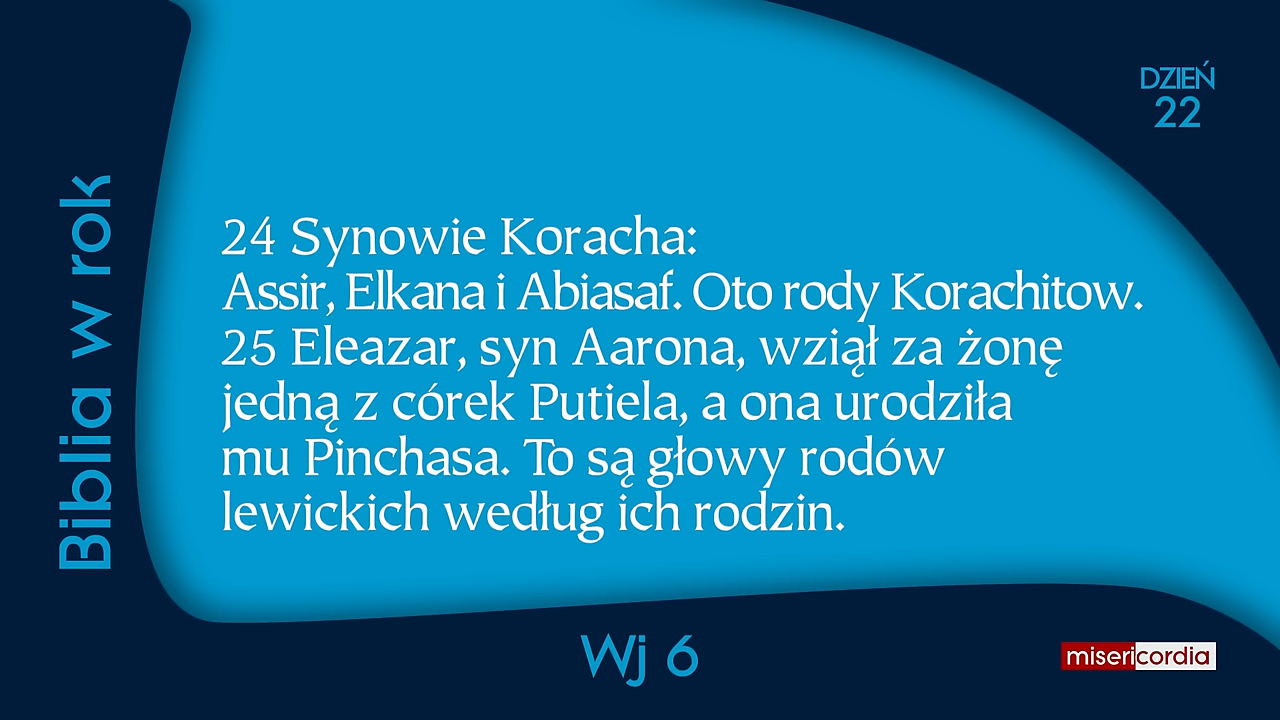 DZIEŃ
22
Biblia w rok
24 Synowie Koracha:
Assir, Elkana i Abiasaf. Oto rody Korachitow.
25 Eleazar, syn Aarona, wziął za żonę
jedną z córek Putiela, a ona urodziła
mu Pinchasa. To są głowy rodów
lewickich według ich rodzin.
Wj 6
misericordia